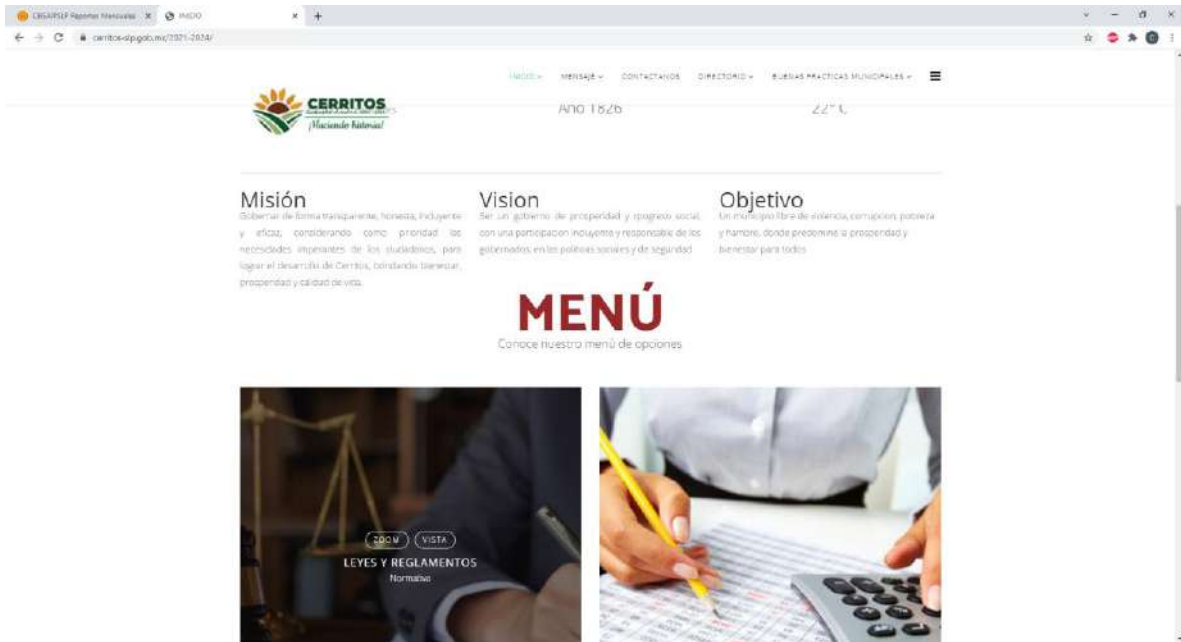 CEGAIPSLP Reportes Mensuales
INICIO
cerritos-slp.gob.mx/2021-2024/
INICIO
MENSAJE
CONTACTANOS
DIRECTORIO
BUENAS PRACTICAS MUNICIPALES
CERRITOS
¡Haciendo historia!
Año 1826
22° C
Misión
Gobernar de forma transparente, honesta, incluyente
y eficaz, considerando como prioridad las
necesidades imperantes de los ciudadanos, para
lograr el desarrollo de Cerritos, brindando bienestar,
prosperidad y calidad de vida.
Vision
Ser un gobierno de prosperidad y rpogreso social,
con una participacion incluyente y responsable de los
gobernados, en las politicas sociales y de seguridad
Objetivo
Un municipio libre de violencia, corrupcion, pobreza
y hambre, donde predomine la prosperidad y
bienestar para todos
MENÚ
Conoce nuestro menú de opciones
ZOOM
VISTA
LEYES Y REGLAMENTOS
Normativo